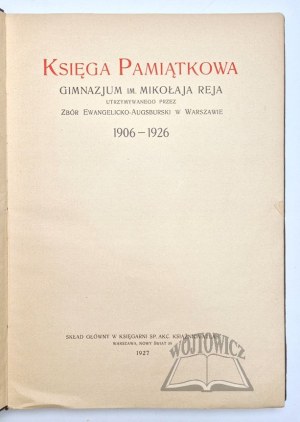 KSIĘGA PAMIĄTKOWA
GIMNAZJUM IM. MIKOŁAJA REJA
UTRZYMYWANEGO PRZEZ
ZBÓR EWANGELICKO-AUGSBURSKI W WARSZAWIE
1906–1926
SKŁAD GŁÓWNY W KSIĘGARNI SP. AKC.
WARSZAWA, NOWY ŚWIAT
1927
WÓJTOWICZ